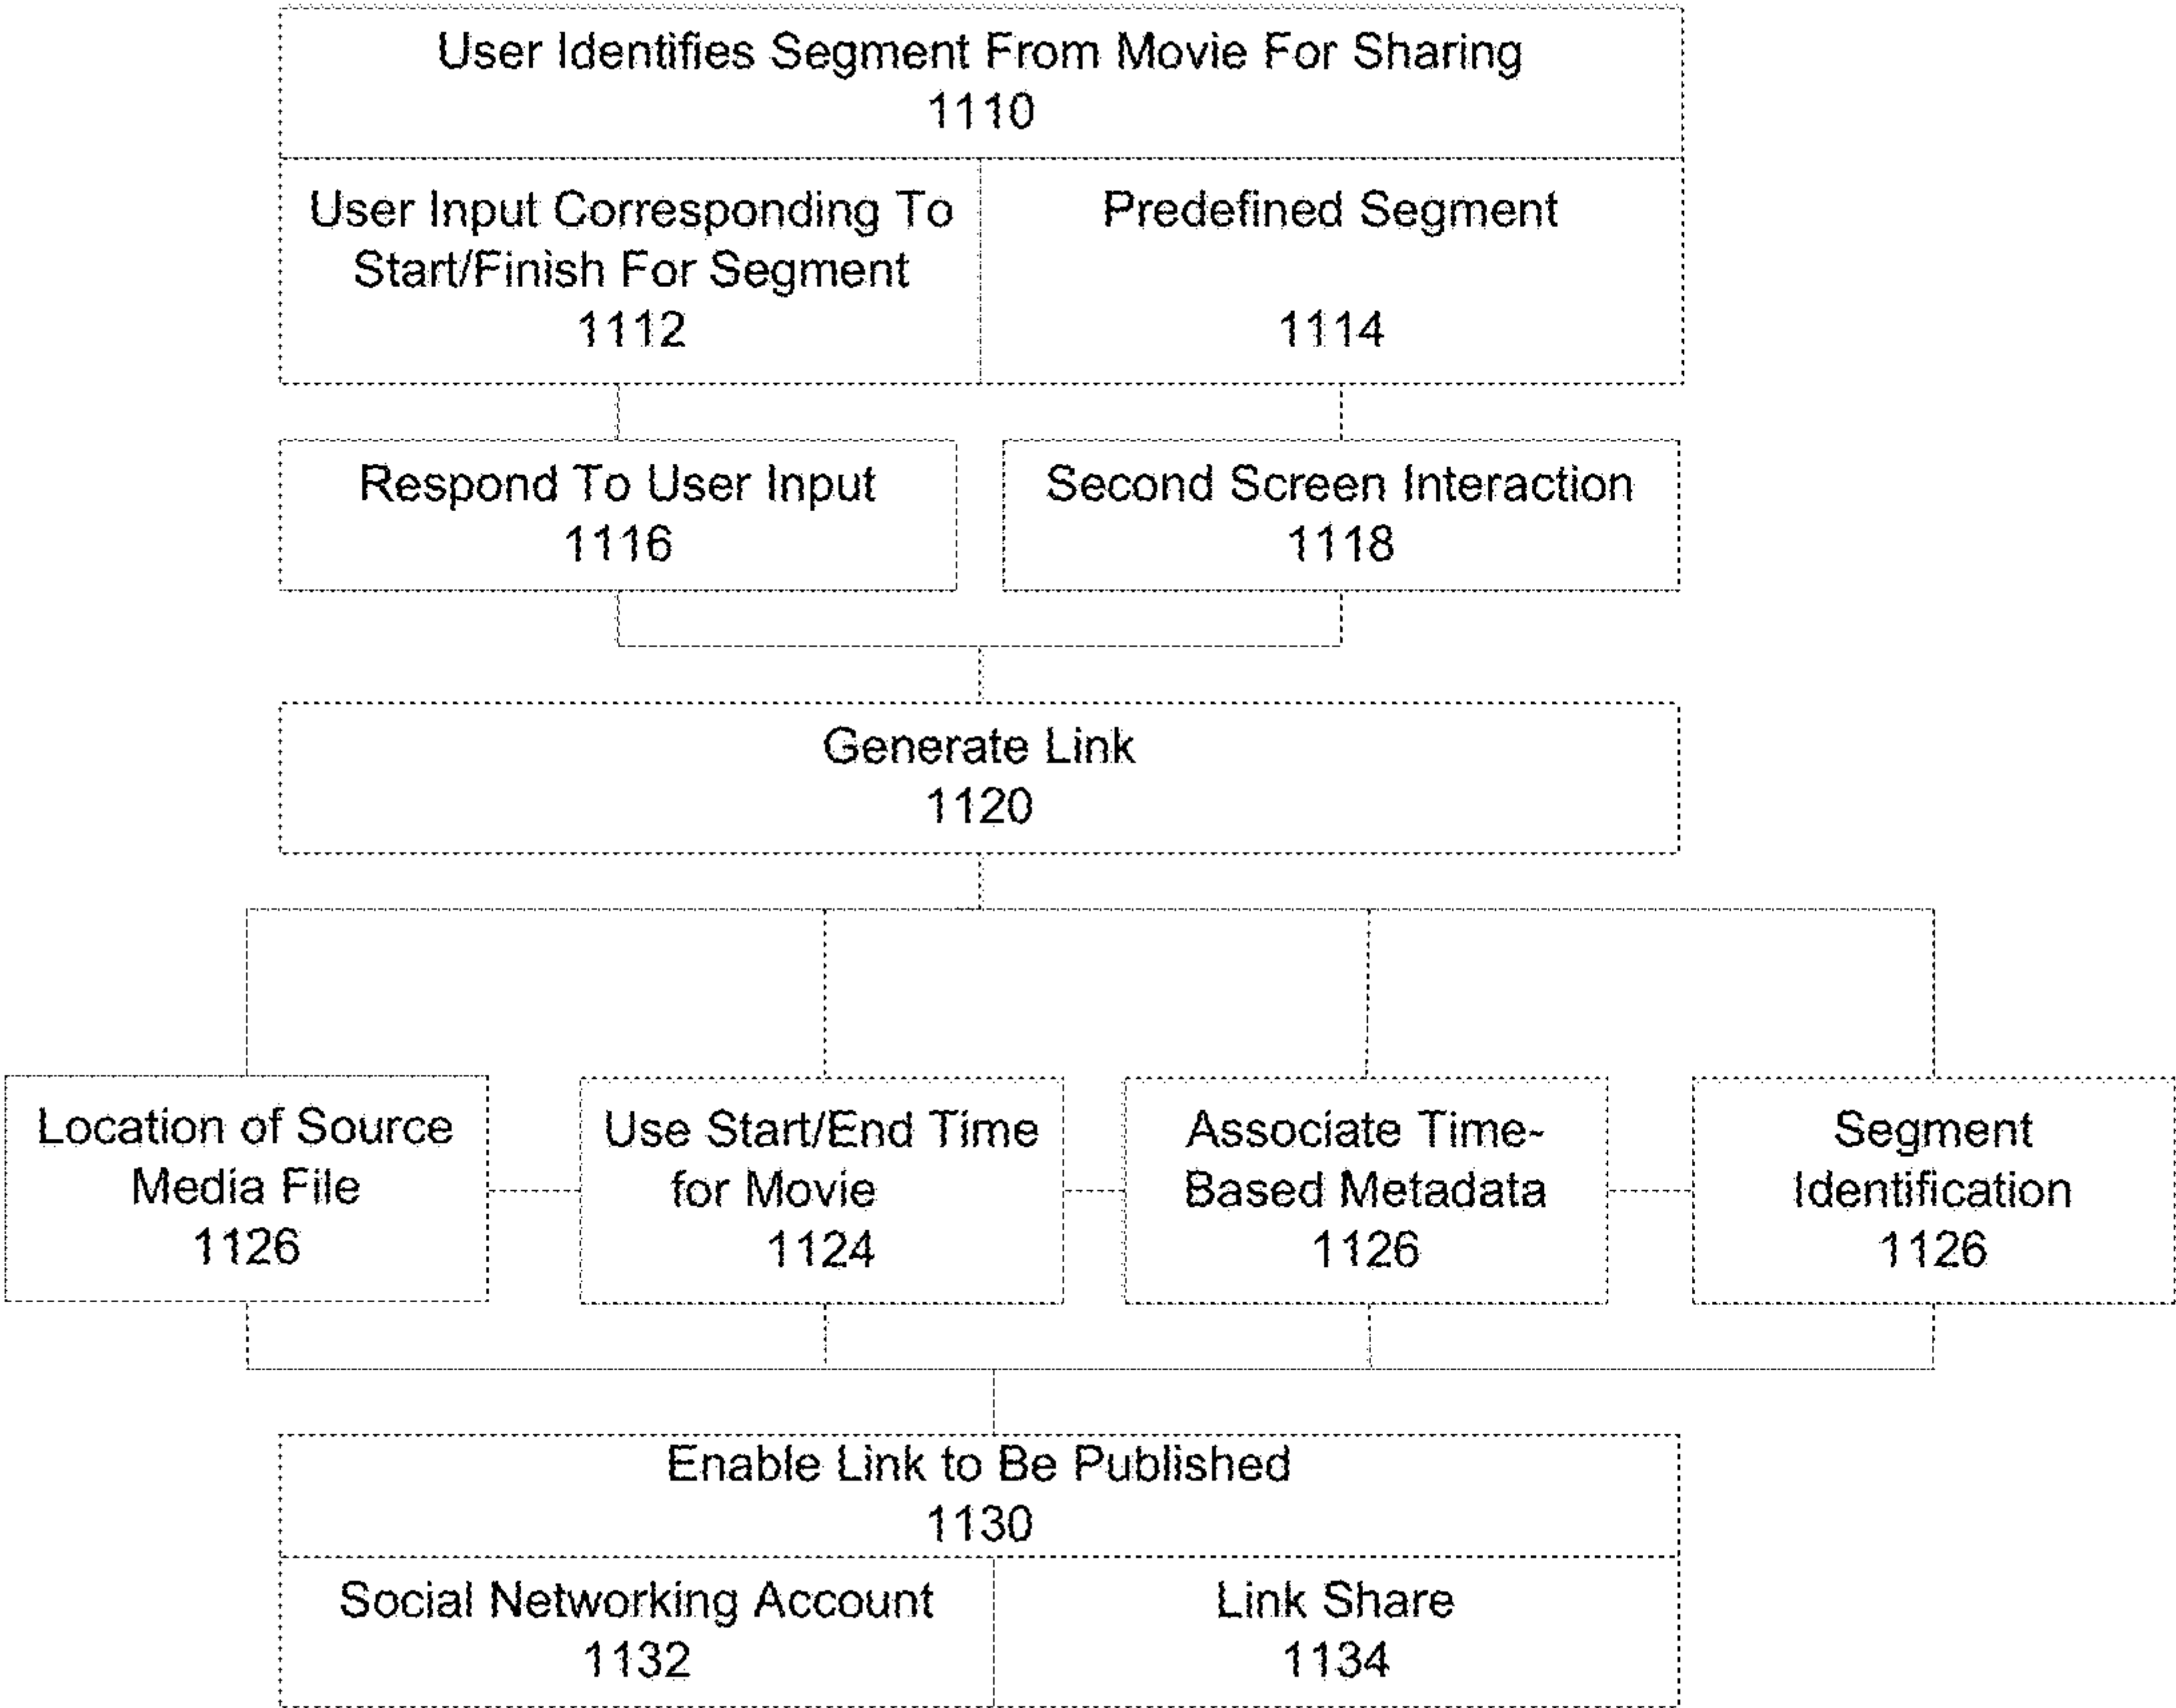 User Identifies Segment From Movie For Sharing
1110
User Input Corresponding To
Start/Finish For Segment
1112
Predefined Segment
1114
Respond To User Input
1116
Second Screen Interaction
1118
Generate Link
1120
Location of Source
Media File
1126
Use Start/End Time
for Movie
1124
Associate Time-
Based Metadata
1126
Segment
Identification
1126
Enable Link to Be Published
1130
Social Networking Account
1132
Link Share
1134